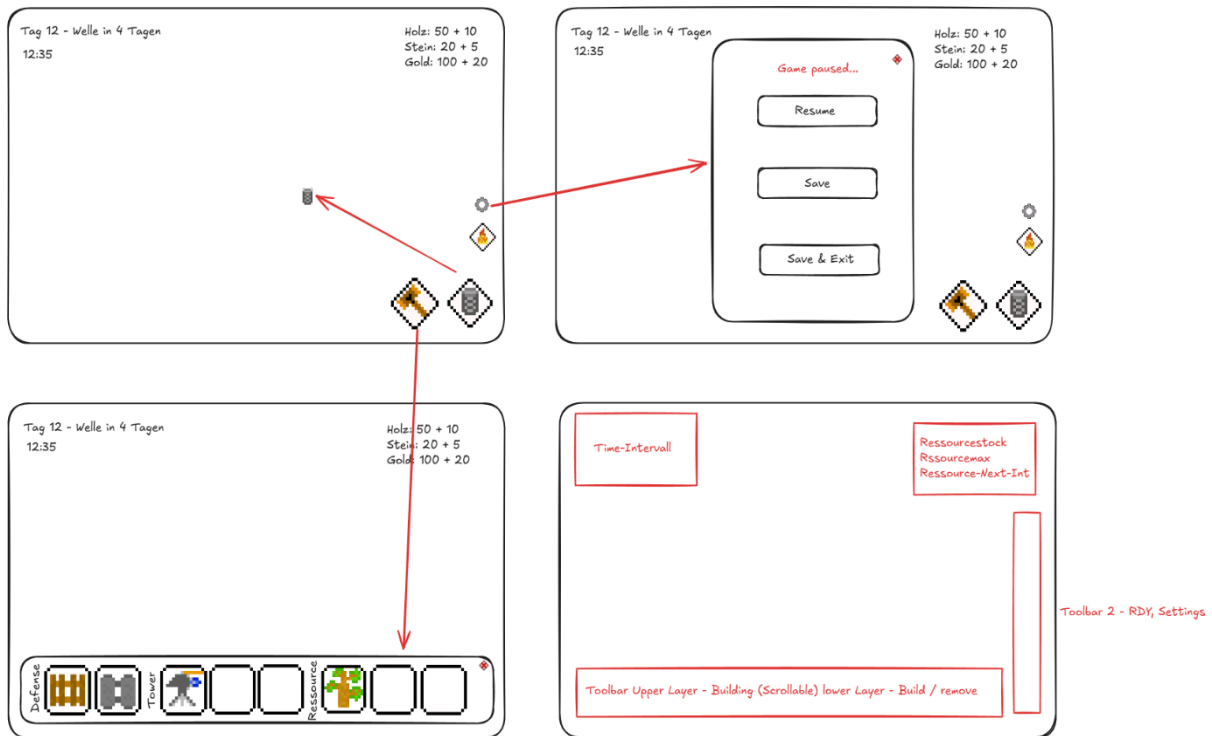 Tag 12 - Welle in 4 Tagen
12:35
Holz: 50 + 10
Stein: 20 + 5
Gold: 100 + 20
Tag 12 - Welle in 4 Tagen
12:35
Holz: 50 + 10
Stein: 20 + 5
Gold: 100 + 20
Game paused...
Resume
Save
Save & Exit
Tag 12 - Welle in 4 Tagen
12:35
Holz: 50 + 10
Stein: 20 + 5
Gold: 100 + 20
Defense
Tower
Ressource
Time-Intervall
Ressourcestock
Rssourcemax
Ressource-Next-Int
Toolbar 2 - RDY, Settings
Toolbar Upper Layer - Building (Scrollable) lower Layer - Build / remove